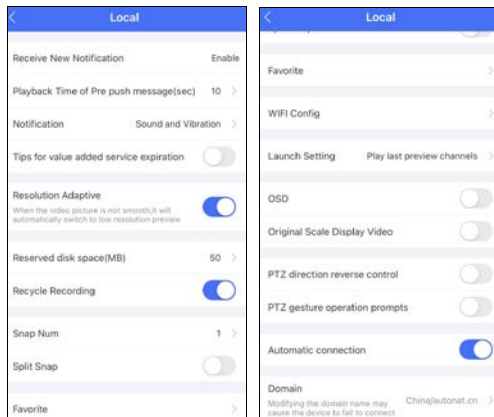 Local
Receive New Notification Enable
Playback Time of Pre push message(sec) 10
Notification Sound and Vibration
Tips for value added service expiration
Resolution Adaptive
When the video picture is not smooth,it will
automatically switch to low resolution preview
Reserved disk space(MB) 50
Recycle Recording
Snap Num 1
Split Snap
Favorite
Local
Favorite
WIFI Config
Launch Setting Play last preview channels
OSD
Original Scale Display Video
PTZ direction reverse control
PTZ gesture operation prompts
Automatic connection
Domain
Modifying the domain name may China/autonat.cn
cause the device to fail to connect